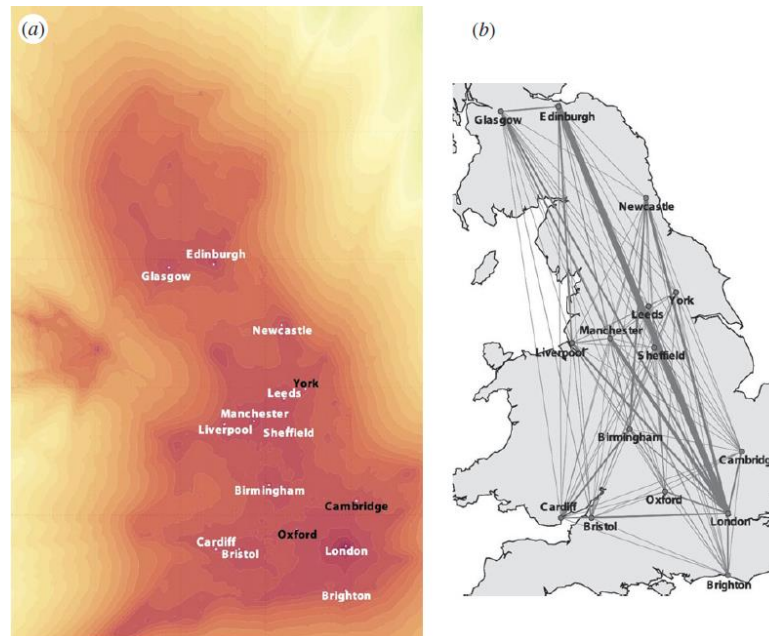 (a)
Edinburgh
Glasgow
Newcastle
York
Leeds
Manchester
Liverpool
Sheffield
Birmingham
Cambridge
Oxford
Cardiff
Bristol
London
Brighton
(b)
Glasgow
Edinburgh
Newcastle
York
Leeds
Manchester
Liverpool
Sheffield
Birmingham
Cambridge
Oxford
Cardiff
Bristol
London
Brighton